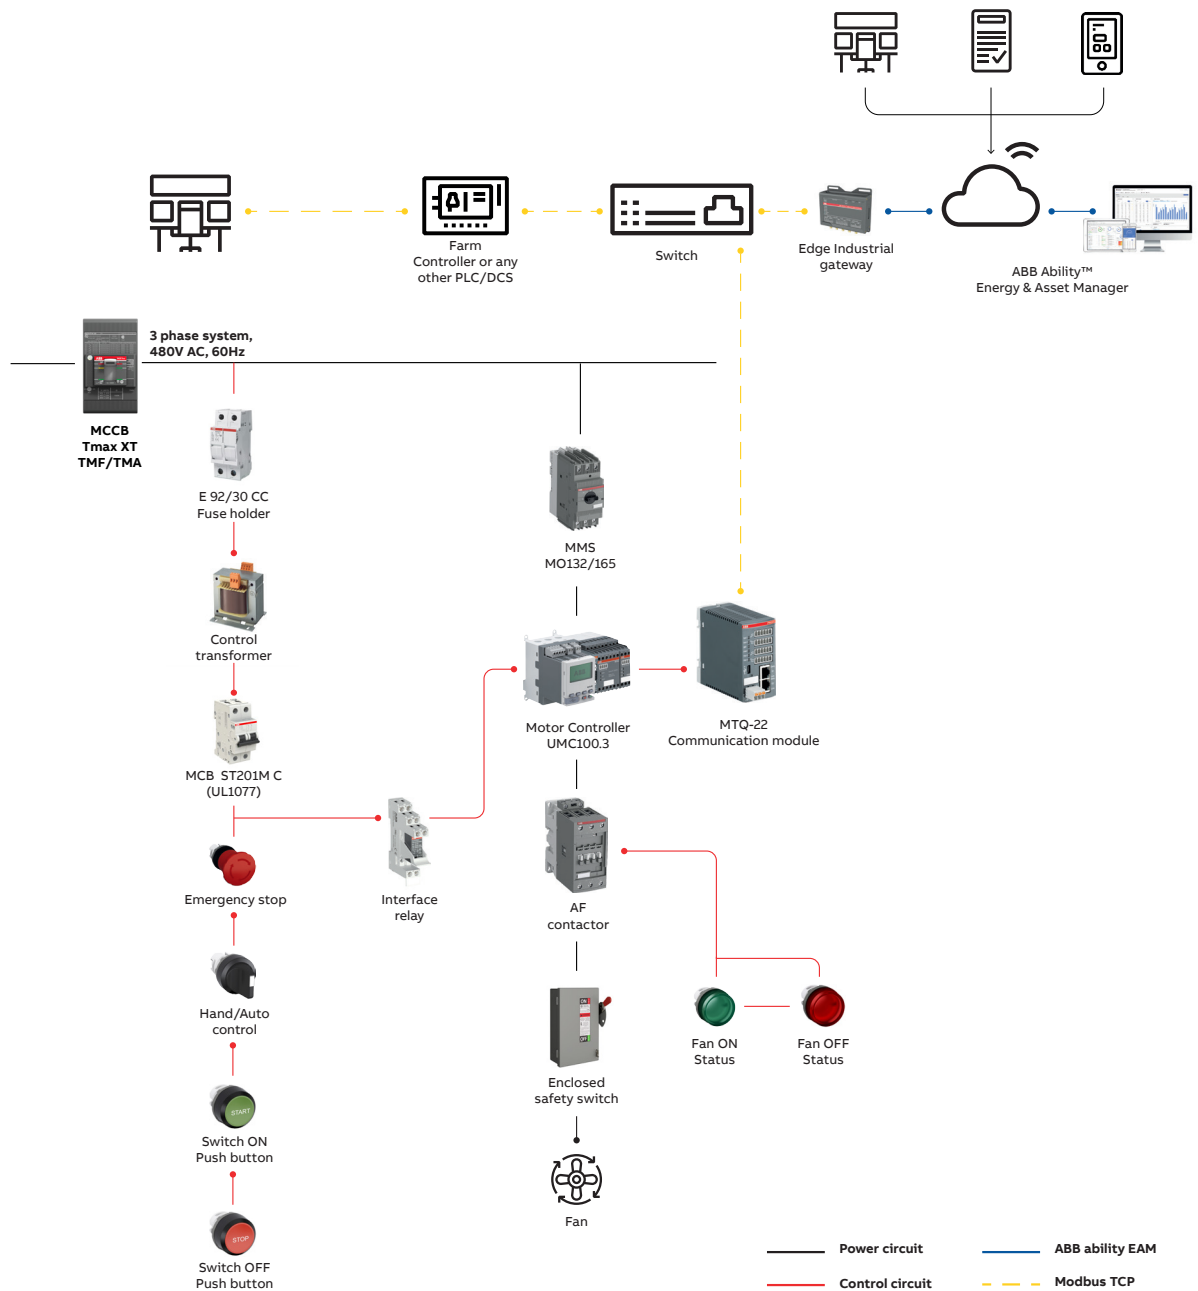 Farm
Controller or any
other PLC/DCS
Switch
Edge Industrial
gateway
ABB Ability™
Energy & Asset Manager
3 phase system,
480V AC, 60Hz
MCCB
Tmax XT
TMF/TMA
E 92/30 CC
Fuse holder
MMS
MO132/165
Control
transformer
Motor Controller
UMC100.3
MTQ-22
Communication module
MCB ST201M C
(UL1077)
Emergency stop
Interface
relay
AF
contactor
Hand/Auto
control
ON
OFF
Fan ON
Status
Fan OFF
Status
Enclosed
safety switch
START
Switch ON
Push button
Fan
STOP
Switch OFF
Push button
Power circuit
ABB ability EAM
Control circuit
Modbus TCP